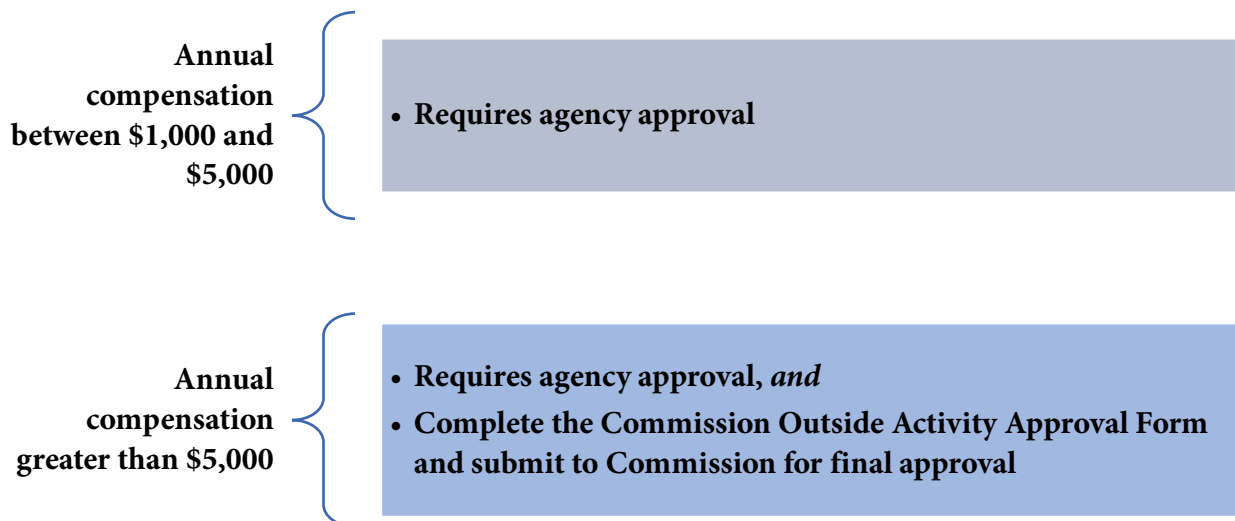 Annual
compensation
between $1,000 and
$5,000
• Requires agency approval
Annual
compensation
greater than $5,000
• Requires agency approval, and
• Complete the Commission Outside Activity Approval Form
and submit to Commission for final approval